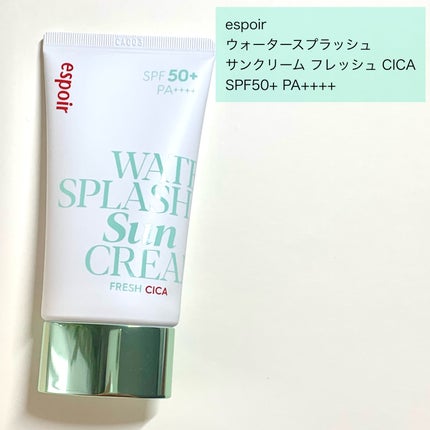 espoir
ウォータースプラッシュ
サンクリーム フレッシュ CICA
SPF50+ PA++++
espoir
SPF 50+
PA++++
WATE
SPLASH
Sun
CREA
FRESH CICA